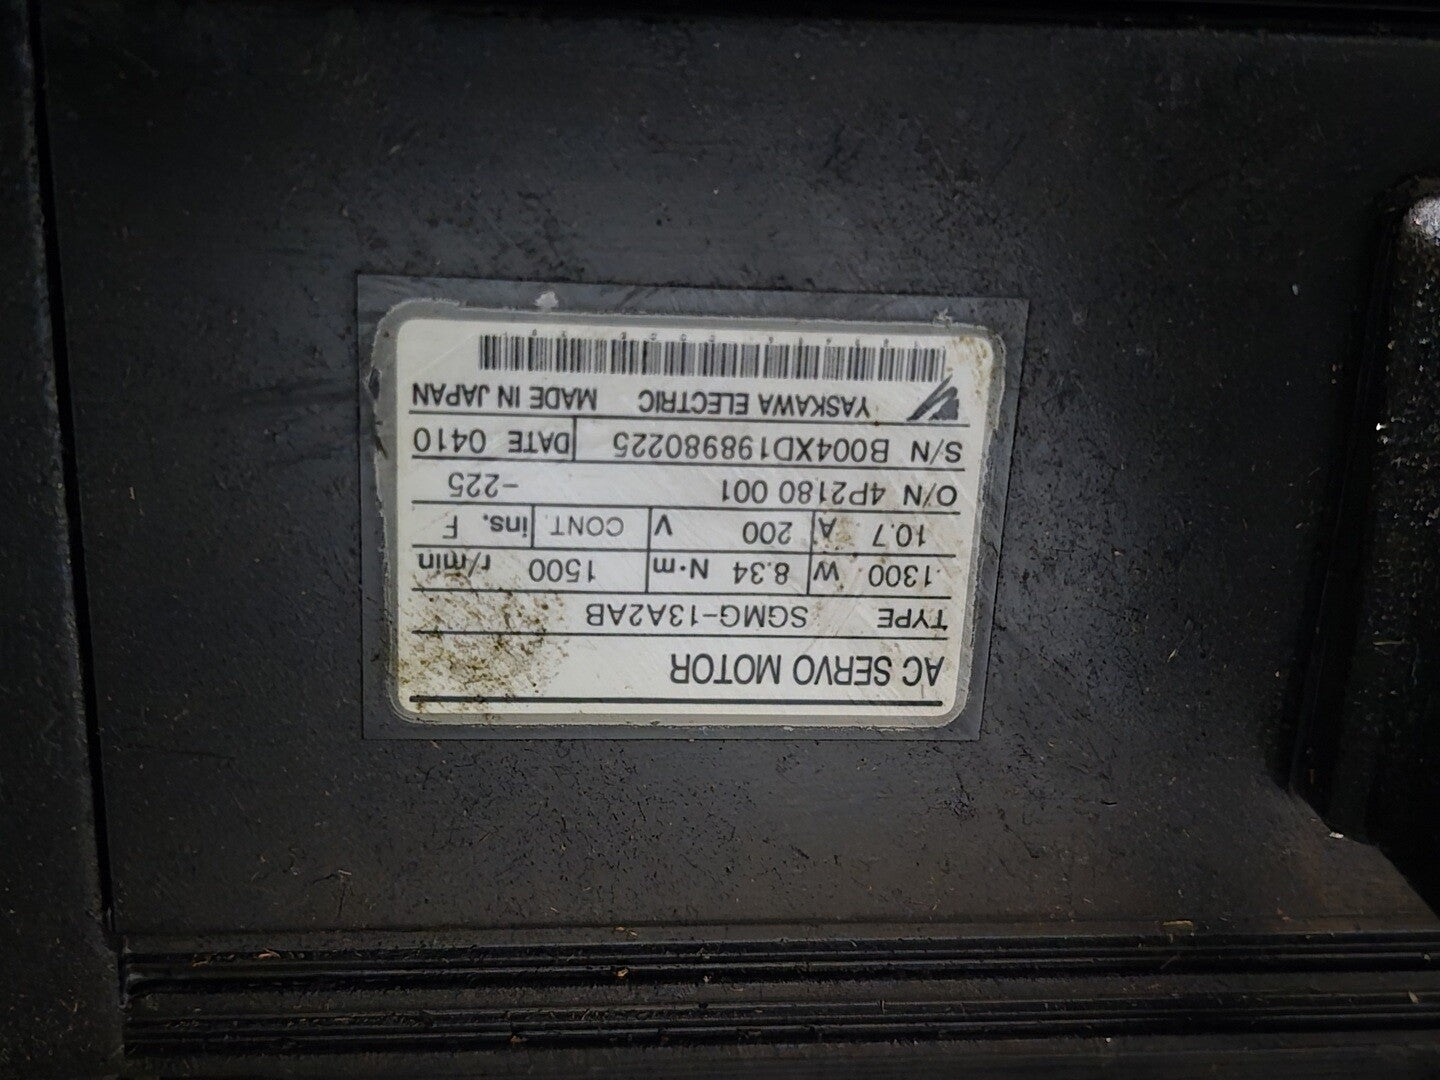 AC SERVO MOTOR
TYPE SGMG-13A2AB
1300 W 8.34 N·m 1500 r/min
10.7 A 200 V CONT. ins. F
O/N 4P2180 001 -225
S/N B004XD198980225 DATE 0410
YASKAWA ELECTRIC MADE IN JAPAN